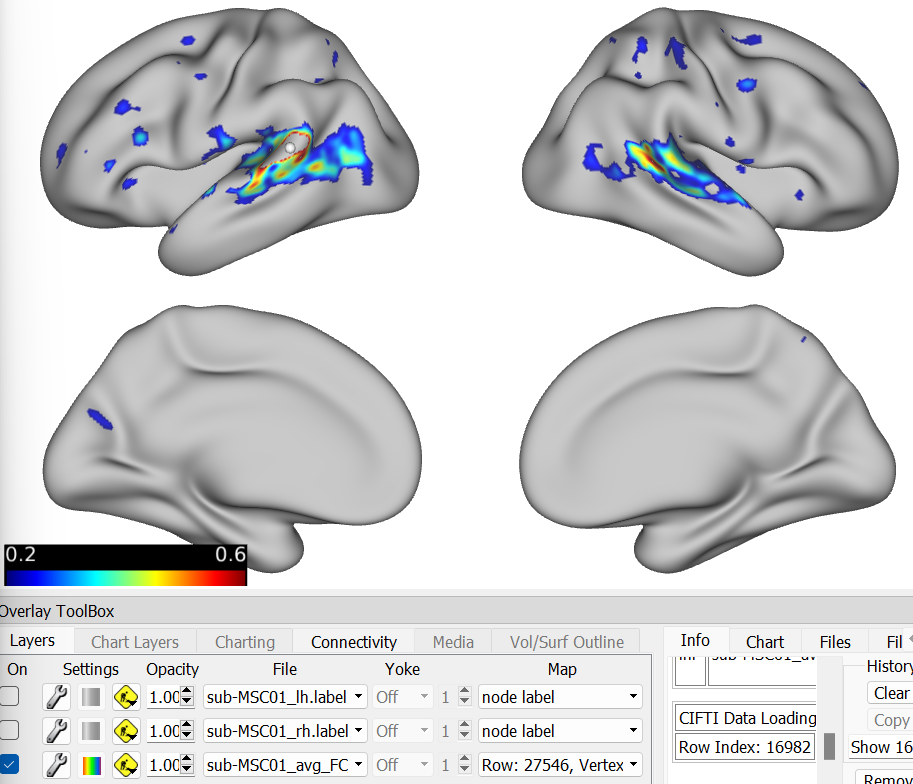 0.2 0.6
Overlay ToolBox
Layers Chart Layers Charting Connectivity Media Vol/Surf Outline
Info Chart Files Fil
On Settings Opacity File Yoke Map
1.00 sub-MSC01_lh.label Off 1 node label
1.00 sub-MSC01_rh.label Off 1 node label
1.00 sub-MSC01_avg_FC Off 1 Row: 27546, Vertex
CIFTI Data Loading
Row Index: 16982
History
Clear
Copy
Show 16
Remov